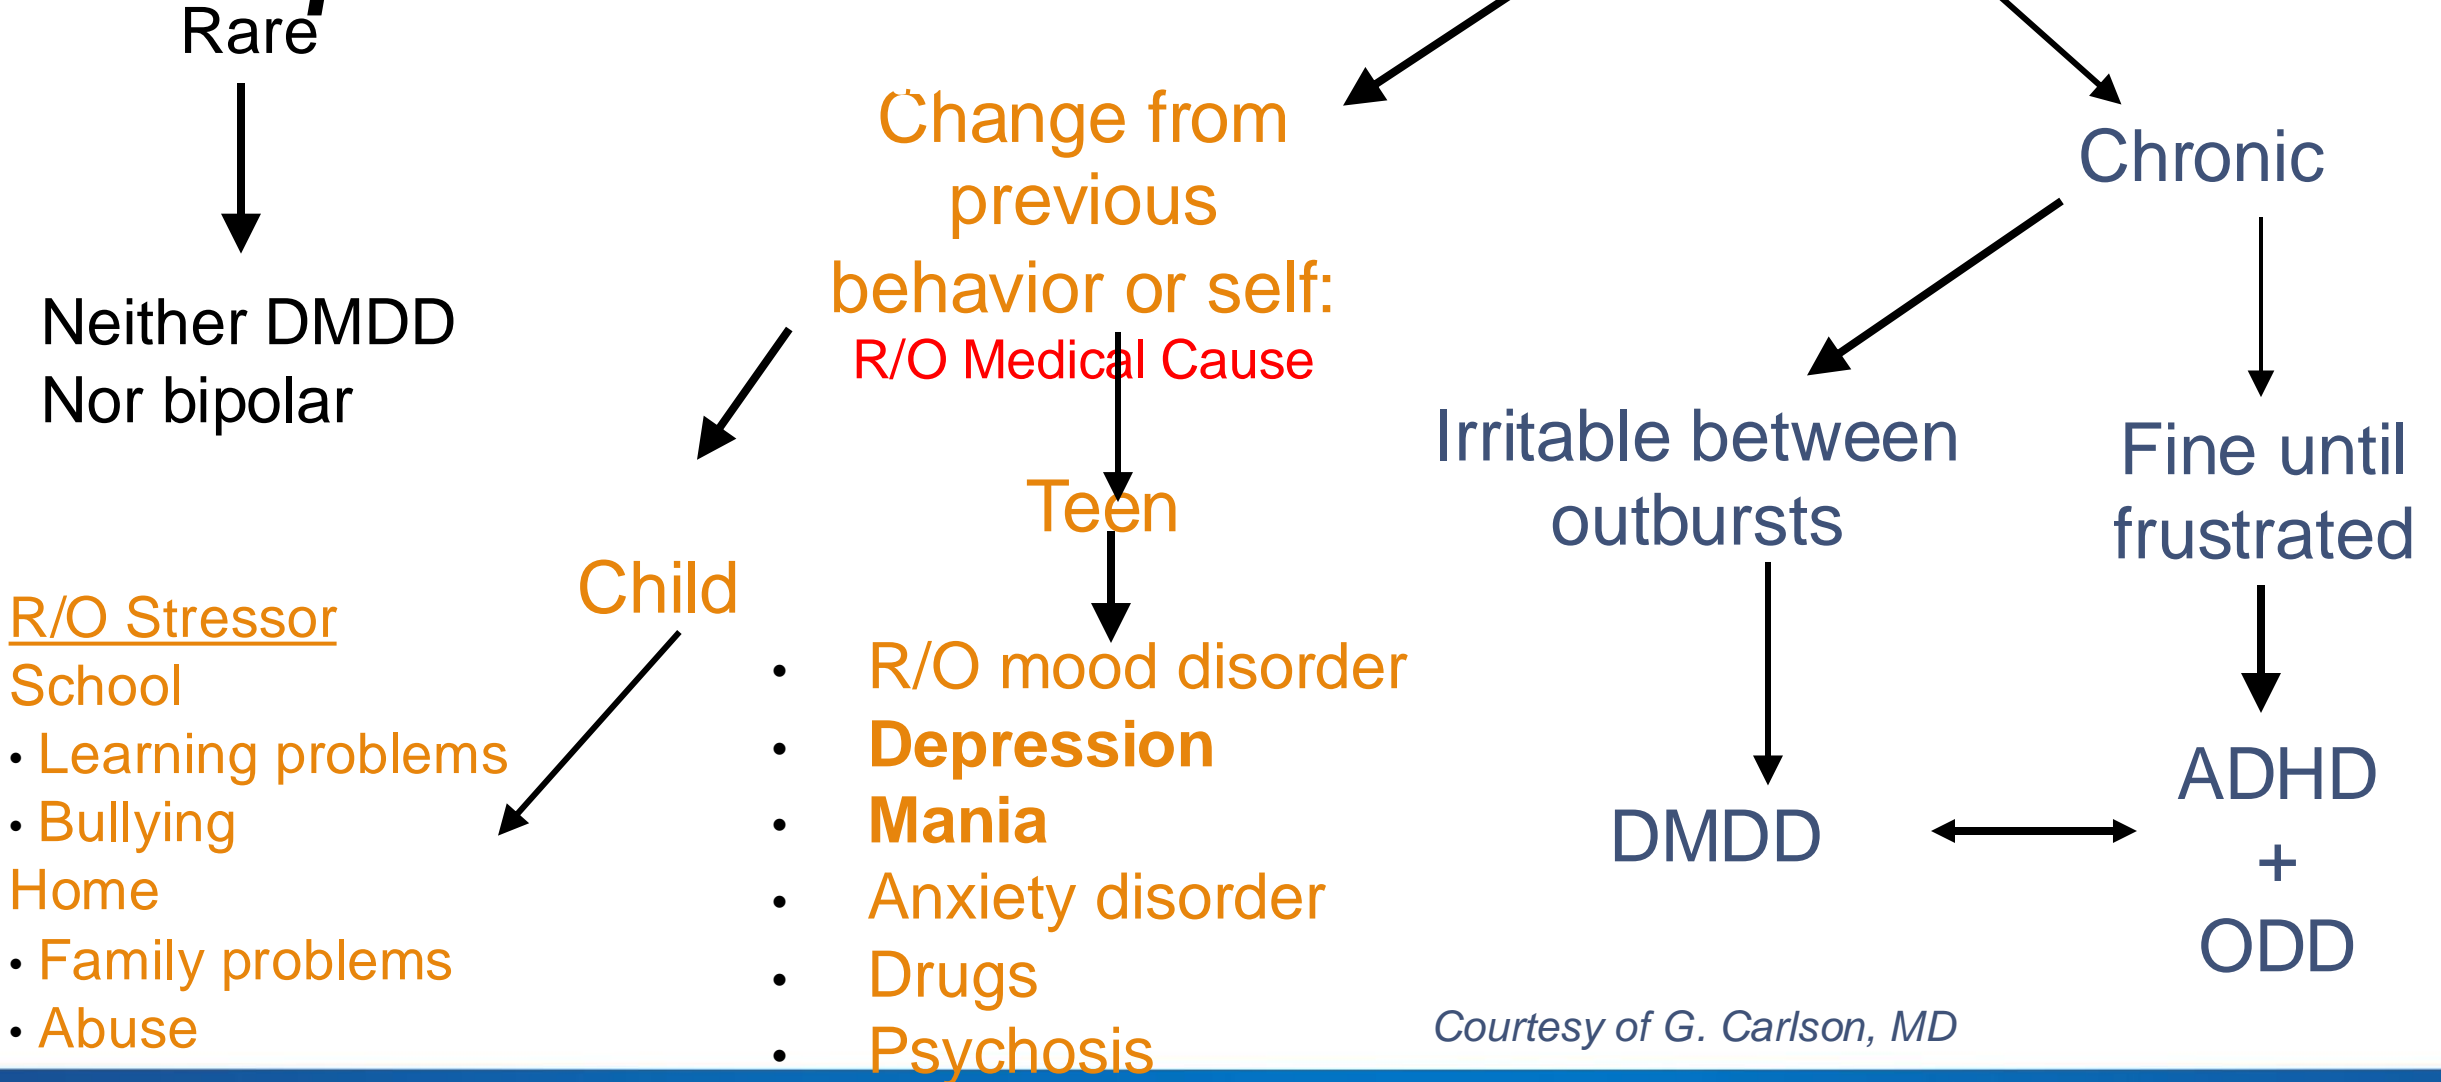 Rare
Neither DMDD
Nor bipolar
Change from
previous
behavior or self:
R/O Medical Cause
Chronic
Irritable between
outbursts
Fine until
frustrated
Teen
Child
R/O Stressor
School
• Learning problems
• Bullying
Home
• Family problems
• Abuse
• R/O mood disorder
• Depression
• Mania
• Anxiety disorder
• Drugs
• Psychosis
DMDD
ADHD
+
ODD
Courtesy of G. Carlson, MD